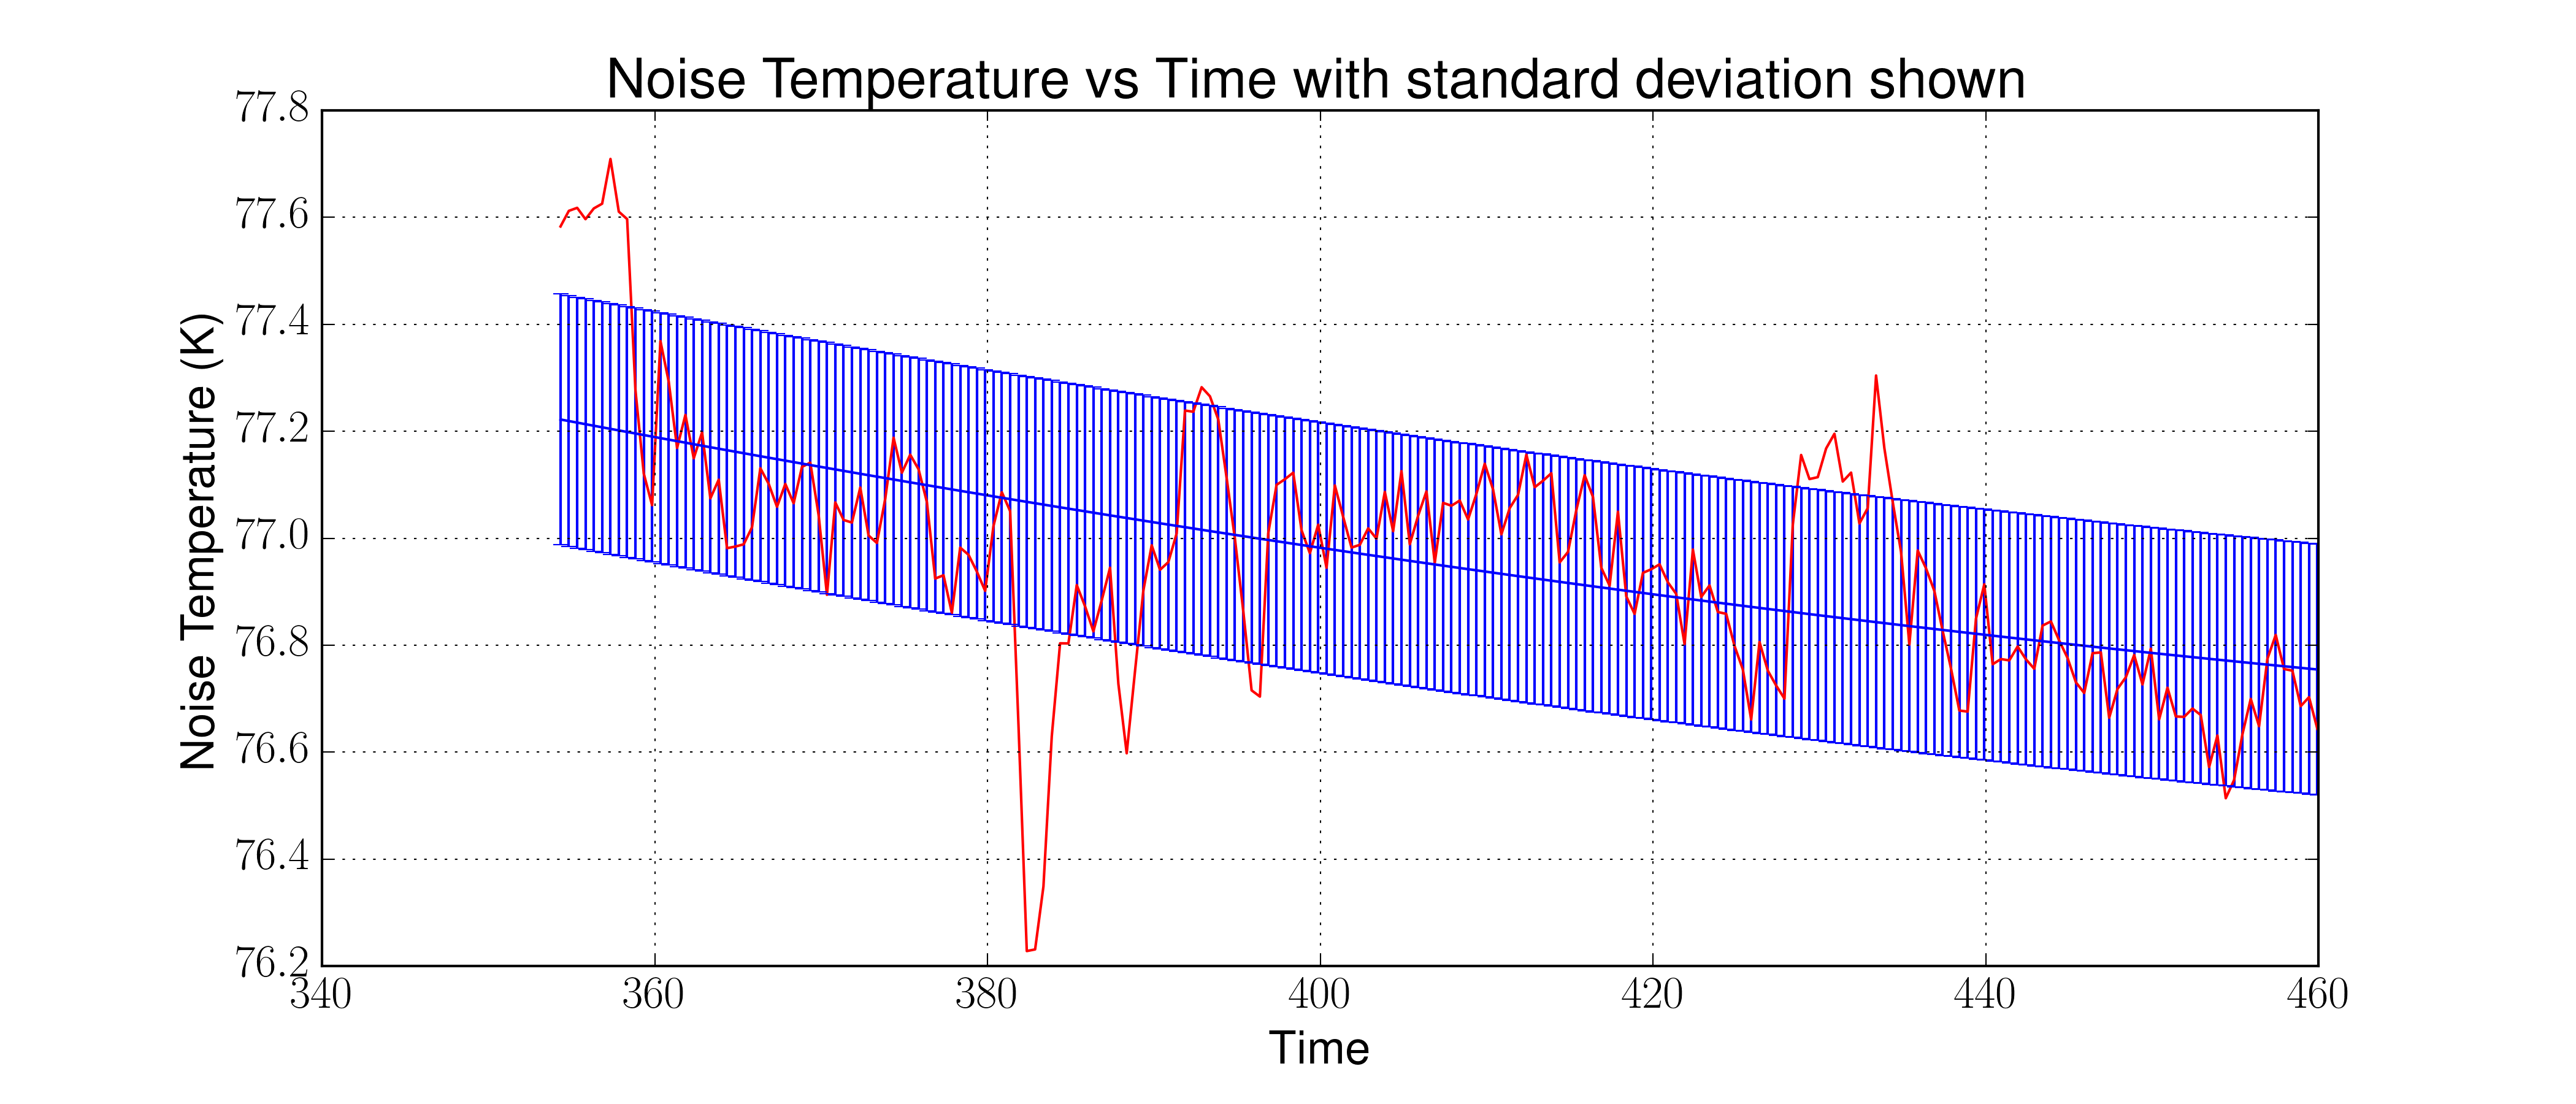 Noise Temperature vs Time with standard deviation shown
77.8
77.6
77.4
77.2
77.0
76.8
76.6
76.4
76.2
Noise Temperature (K)
340 360 380 400 420 440 460
Time